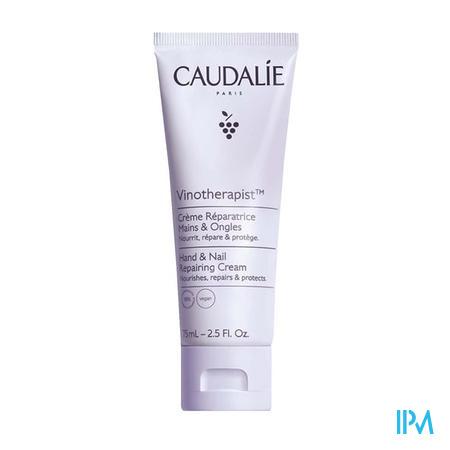 CAUDALÍE
PARIS
Vinotherapist™
Crème Réparatrice
Mains & Ongles
Nourrit, répare & protège.
Hand & Nail
Repairing Cream
Nourishes, repairs & protects.
vegan
75mL – 2.5 Fl. Oz.
IPM